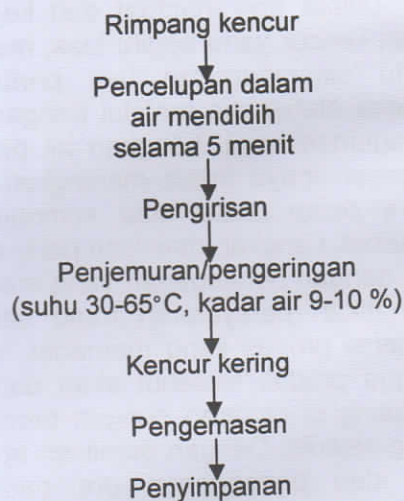 Rimpang kencur
Pencelupan dalam
air mendidih
selama 5 menit
Pengirisan
Penjemuran/pengeringan
(suhu 30-65°C, kadar air 9-10 %)
Kencur kering
Pengemasan
Penyimpanan